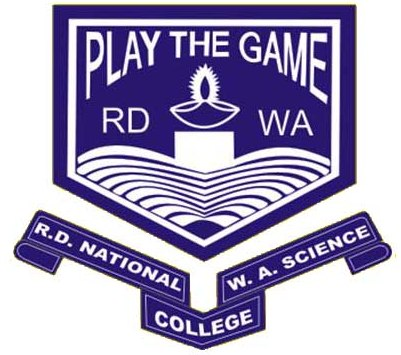 PLAY THE GAME
RD WA
R.D. NATIONAL
W. A. SCIENCE
COLLEGE